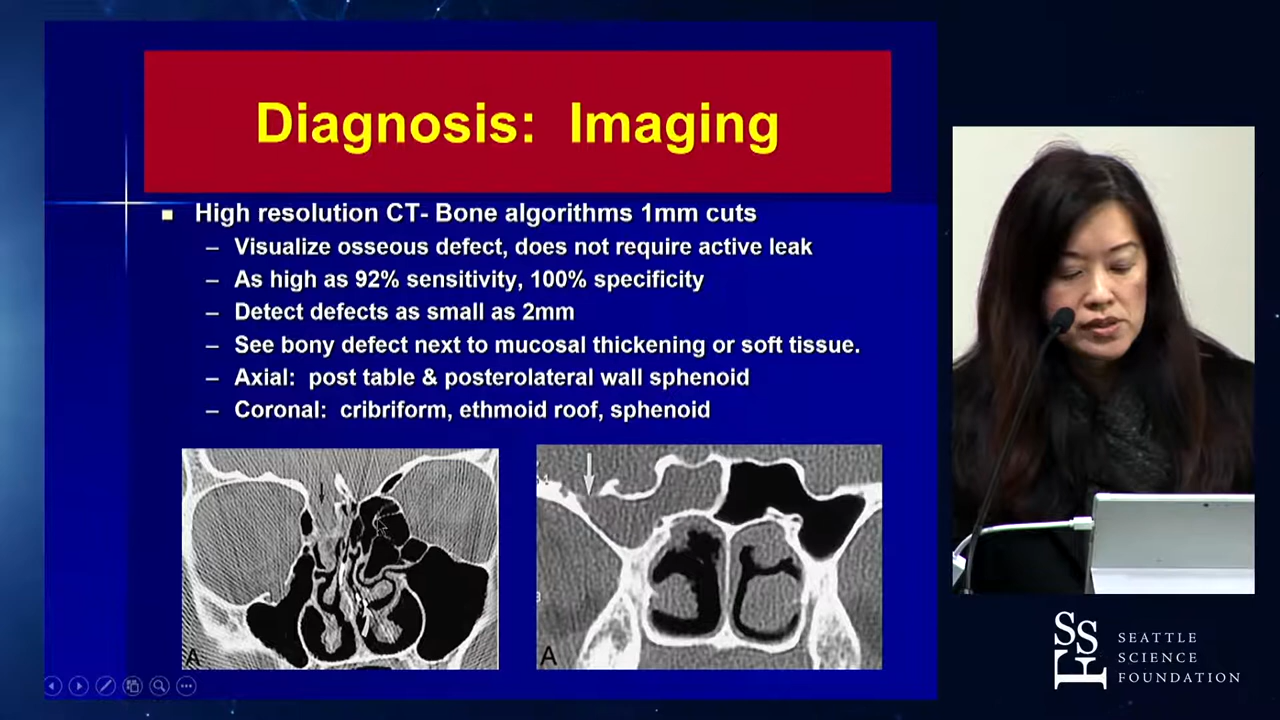 Diagnosis: Imaging
High resolution CT- Bone algorithms 1mm cuts
– Visualize osseous defect, does not require active leak
– As high as 92% sensitivity, 100% specificity
– Detect defects as small as 2mm
– See bony defect next to mucosal thickening or soft tissue.
– Axial: post table & posterolateral wall sphenoid
– Coronal: cribriform, ethmoid roof, sphenoid
A
A
SSF
SEATTLE
SCIENCE
FOUNDATION